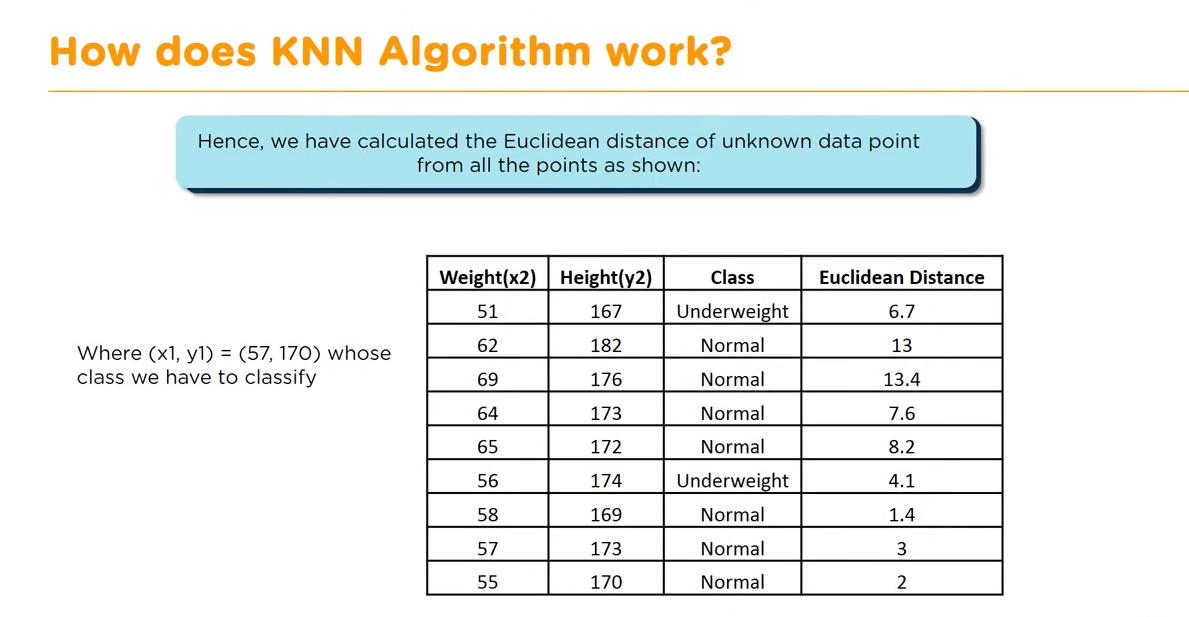 How does KNN Algorithm work?
Hence, we have calculated the Euclidean distance of unknown data point
from all the points as shown:
Where (x1, y1) = (57, 170) whose
class we have to classify
Weight(x2) Height(y2) Class Euclidean Distance
51 167 Underweight 6.7
62 182 Normal 13
69 176 Normal 13.4
64 173 Normal 7.6
65 172 Normal 8.2
56 174 Underweight 4.1
58 169 Normal 1.4
57 173 Normal 3
55 170 Normal 2